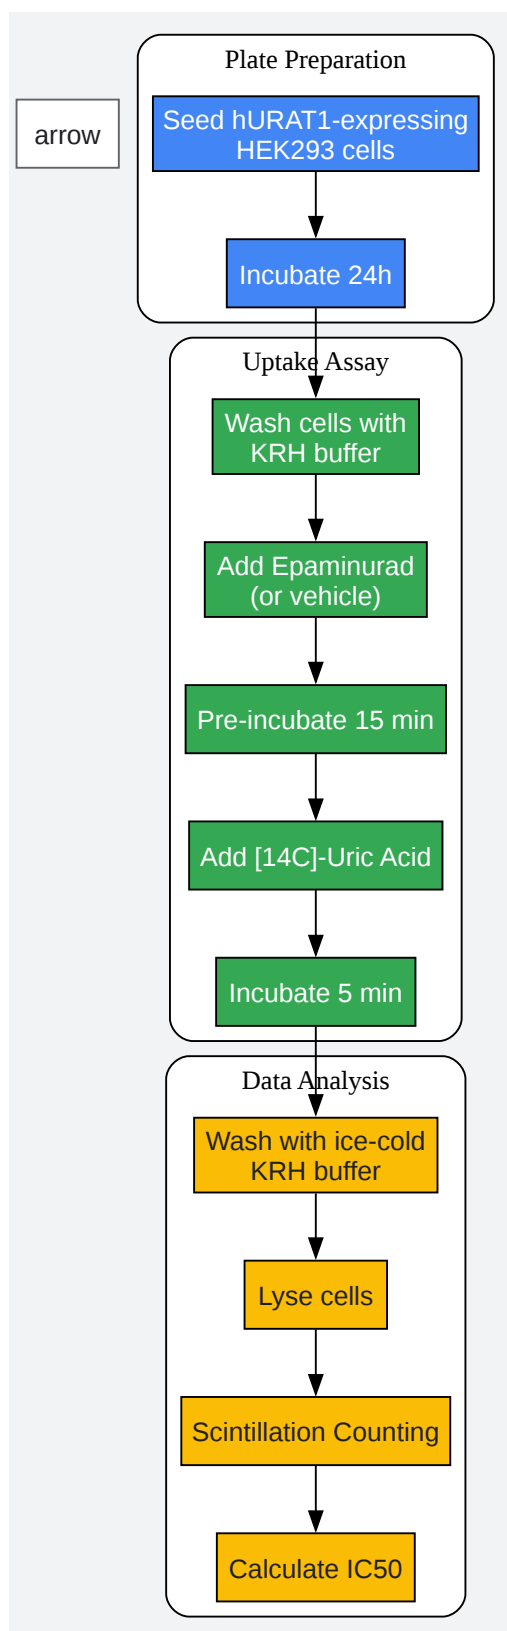 Plate Preparation
arrow
Seed hURAT1-expressing
HEK293 cells
Incubate 24h
Uptake Assay
Wash cells with
KRH buffer
Add Epaminurad
(or vehicle)
Pre-incubate 15 min
Add [14C]-Uric Acid
Incubate 5 min
Data Analysis
Wash with ice-cold
KRH buffer
Lyse cells
Scintillation Counting
Calculate IC50